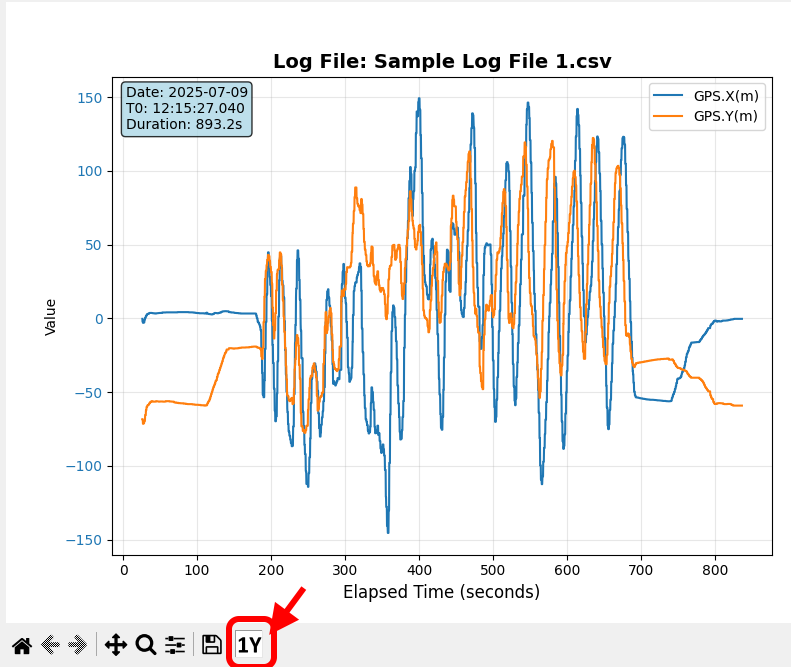 Log File: Sample Log File 1.csv
Date: 2025-07-09
T0: 12:15:27.040
Duration: 893.2s
GPS.X(m)
GPS.Y(m)
150
100
50
0
−50
−100
−150
Value
0 100 200 300 400 500 600 700 800
Elapsed Time (seconds)
1Y